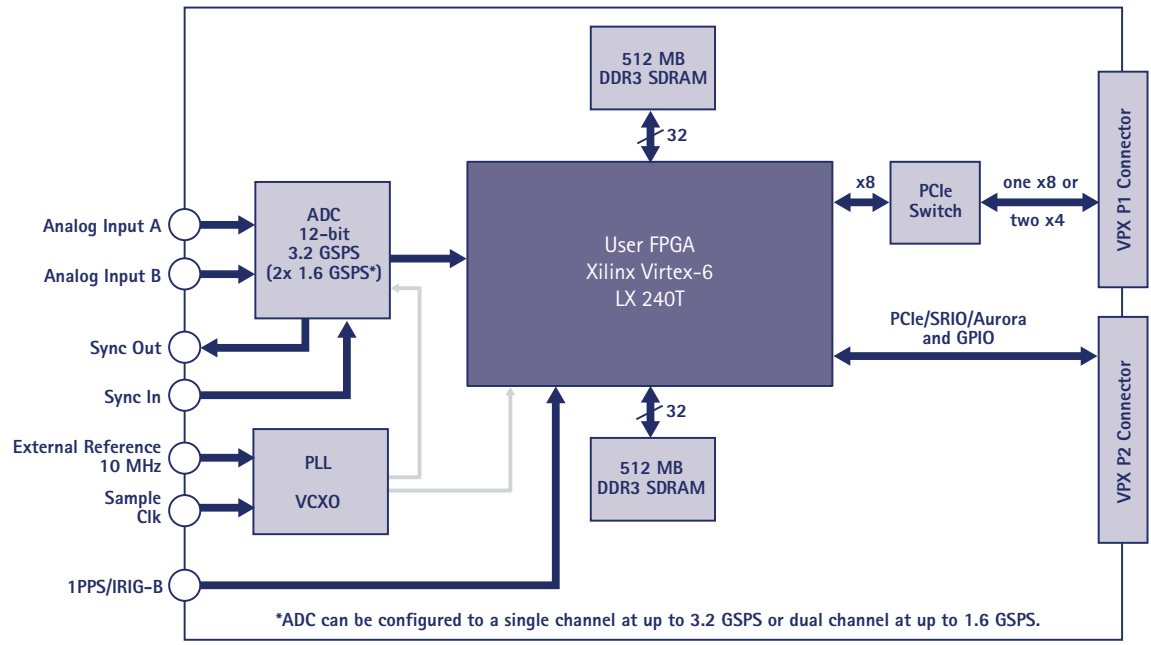 512 MB
DDR3 SDRAM
32
ADC
12-bit
3.2 GSPS
(2x 1.6 GSPS*)
Analog Input A
Analog Input B
Sync Out
Sync In
External Reference
10 MHz
Sample
Clk
1PPS/IRIG-B
PLL
VCXO
User FPGA
Xilinx Virtex-6
LX 240T
x8
PCIe
Switch
one x8 or
two x4
VPX P1 Connector
PCIe/SRIO/Aurora
and GPIO
VPX P2 Connector
32
512 MB
DDR3 SDRAM
*ADC can be configured to a single channel at up to 3.2 GSPS or dual channel at up to 1.6 GSPS.